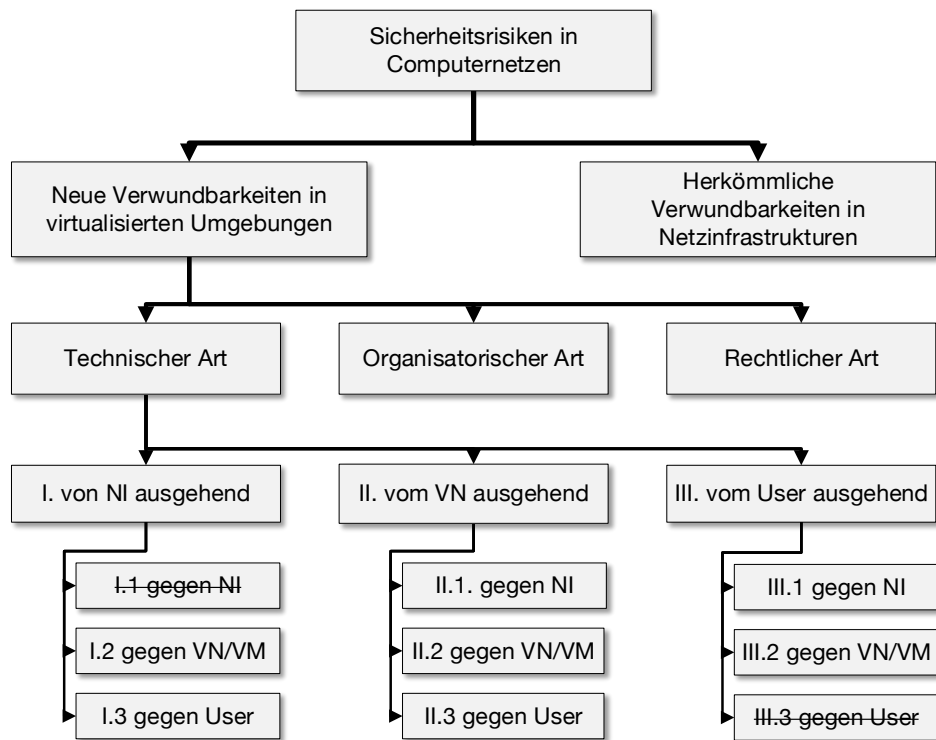 Sicherheitsrisiken in
Computernetzen
Neue Verwundbarkeiten in
virtualisierten Umgebungen
Herkömmliche
Verwundbarkeiten in
Netzinfrastrukturen
Technischer Art
Organisatorischer Art
Rechtlicher Art
I. von NI ausgehend
II. vom VN ausgehend
III. vom User ausgehend
I.1 gegen NI
I.2 gegen VN/VM
I.3 gegen User
II.1. gegen NI
II.2 gegen VN/VM
II.3 gegen User
III.1 gegen NI
III.2 gegen VN/VM
III.3 gegen User